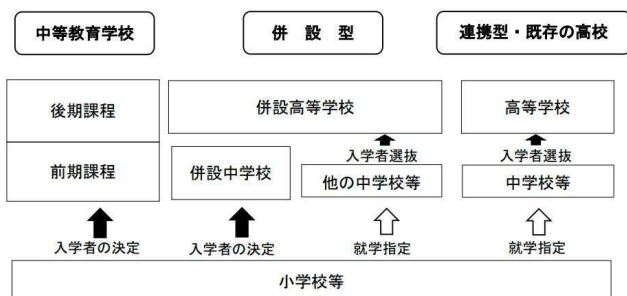 中等教育学校
併 設 型
連携型・既存の高校
後期課程
併設高等学校
高等学校
入学者選抜
入学者選抜
前期課程
併設中学校
他の中学校等
中学校等
入学者の決定
入学者の決定
就学指定
就学指定
小学校等